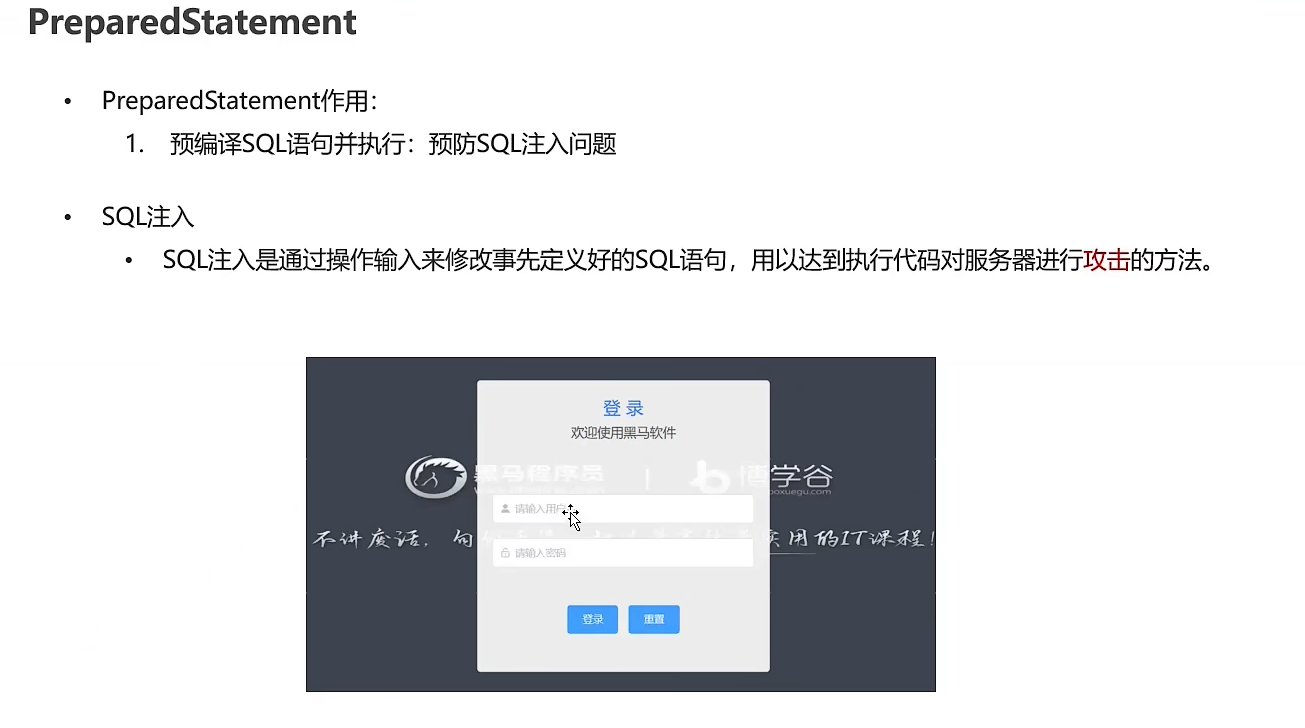 PreparedStatement
• PreparedStatement作用：
1. 预编译SQL语句并执行：预防SQL注入问题
• SQL注入
• SQL注入是通过操作输入来修改事先定义好的SQL语句，用以达到执行代码对服务器进行攻击的方法。
登 录
欢迎使用黑马软件
黑马程序员 | 博学谷
boxuegu.com
请输入用户
不讲废话，句
实用的IT课程！
请输入密码
登录 重置